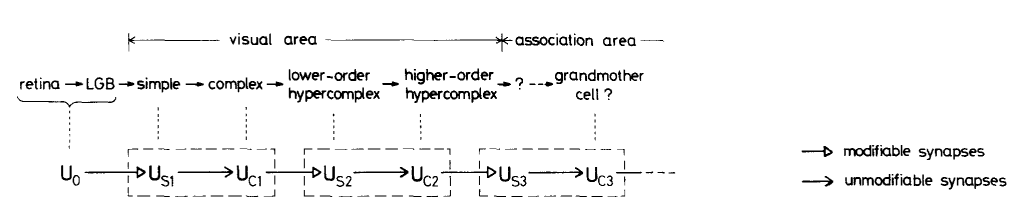 visual area association area
retina LGB simple complex lower-order hypercomplex higher-order hypercomplex ? grandmother cell ?
U0 US1 UC1 US2 UC2 US3 UC3
modifiable synapses
unmodifiable synapses